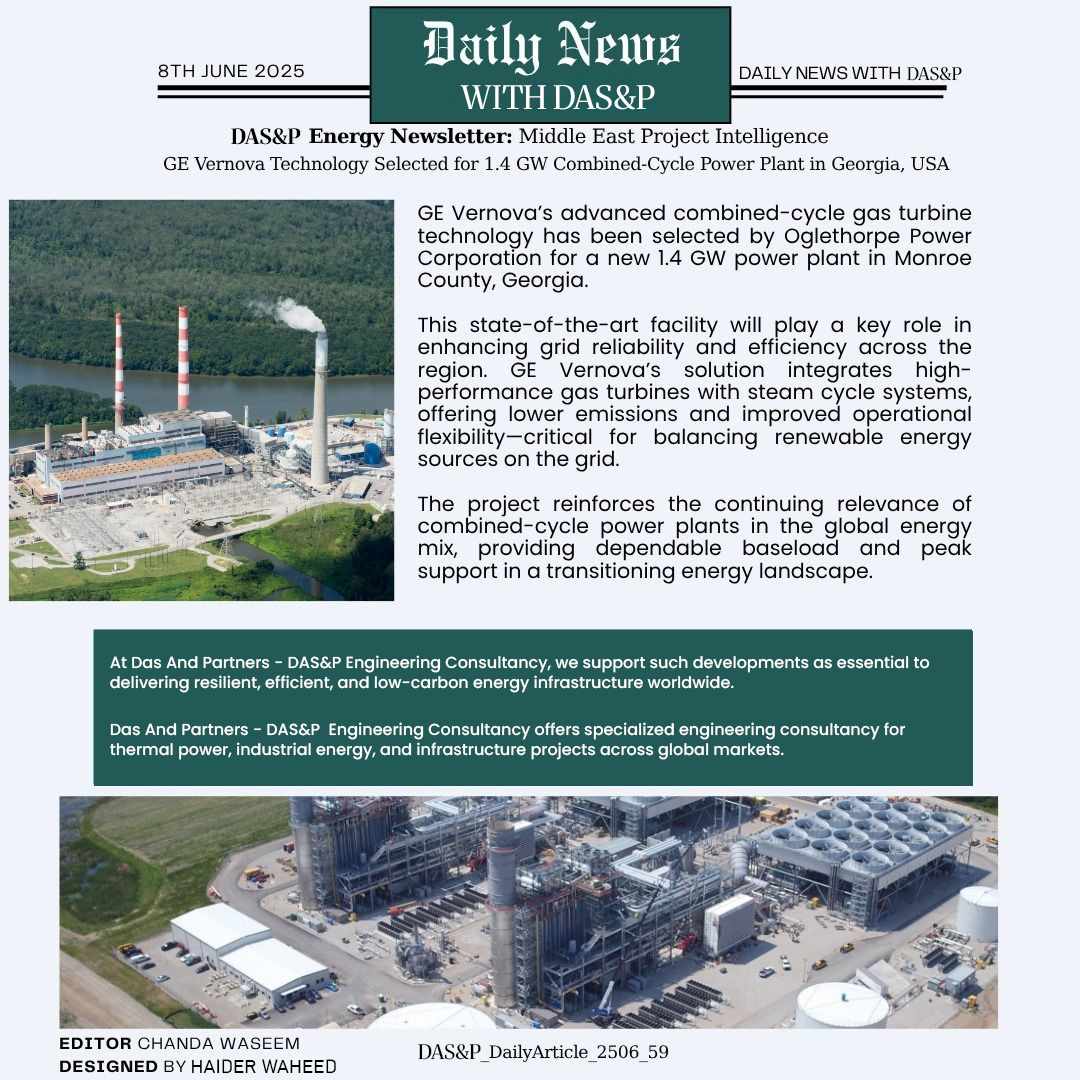 8TH JUNE 2025
Daily News
WITH DAS&P
DAILY NEWS WITH DAS&P
DAS&P Energy Newsletter: Middle East Project Intelligence
GE Vernova Technology Selected for 1.4 GW Combined-Cycle Power Plant in Georgia, USA
GE Vernova’s advanced combined-cycle gas turbine
technology has been selected by Oglethorpe Power
Corporation for a new 1.4 GW power plant in Monroe
County, Georgia.
This state-of-the-art facility will play a key role in
enhancing grid reliability and efficiency across the
region. GE Vernova’s solution integrates high-
performance gas turbines with steam cycle systems,
offering lower emissions and improved operational
flexibility—critical for balancing renewable energy
sources on the grid.
The project reinforces the continuing relevance of
combined-cycle power plants in the global energy
mix, providing dependable baseload and peak
support in a transitioning energy landscape.
At Das And Partners - DAS&P Engineering Consultancy, we support such developments as essential to
delivering resilient, efficient, and low-carbon energy infrastructure worldwide.
Das And Partners - DAS&P Engineering Consultancy offers specialized engineering consultancy for
thermal power, industrial energy, and infrastructure projects across global markets.
EDITOR CHANDA WASEEM
DESIGNED BY HAIDER WAHEED
DAS&P_DailyArticle_2506_59